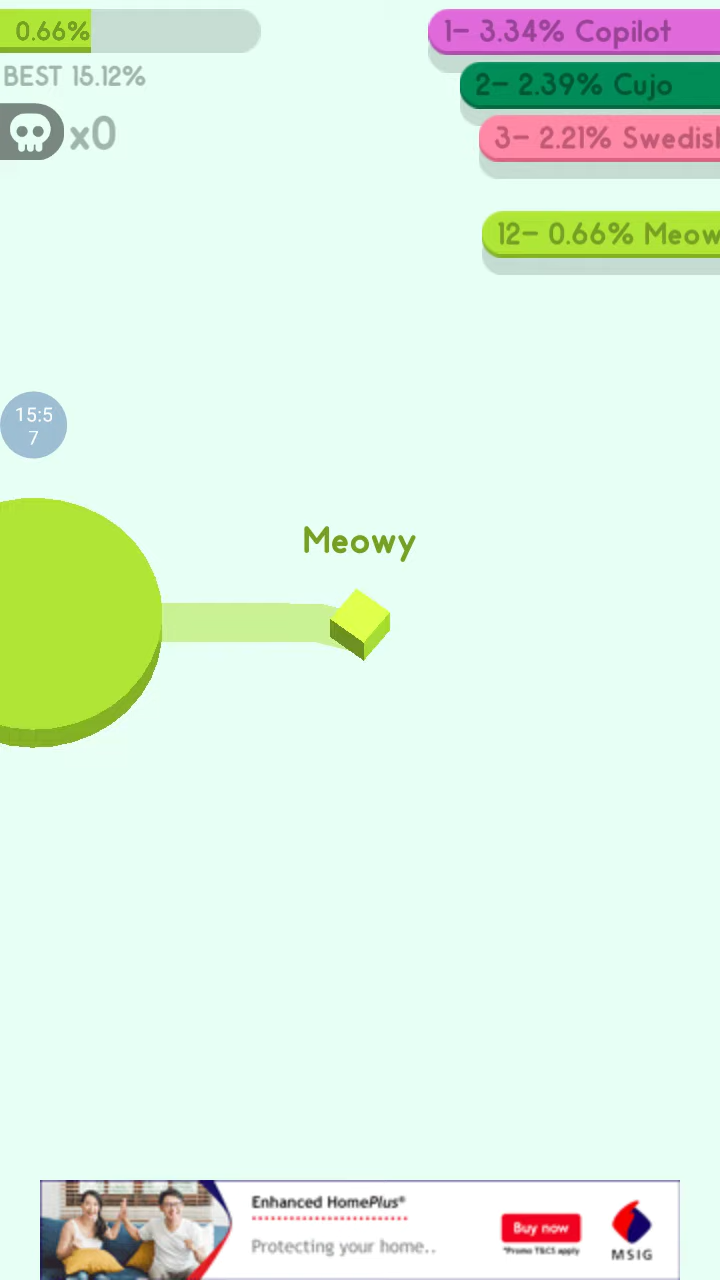 0.66%
BEST 15.12%
x0
1- 3.34% Copilot
2- 2.39% Cujo
3- 2.21% Swedis
12- 0.66% Meow
15:5
7
Meowy
Enhanced HomePlus®
Protecting your home..
Buy now
*Promo T&CS apply
MSIG